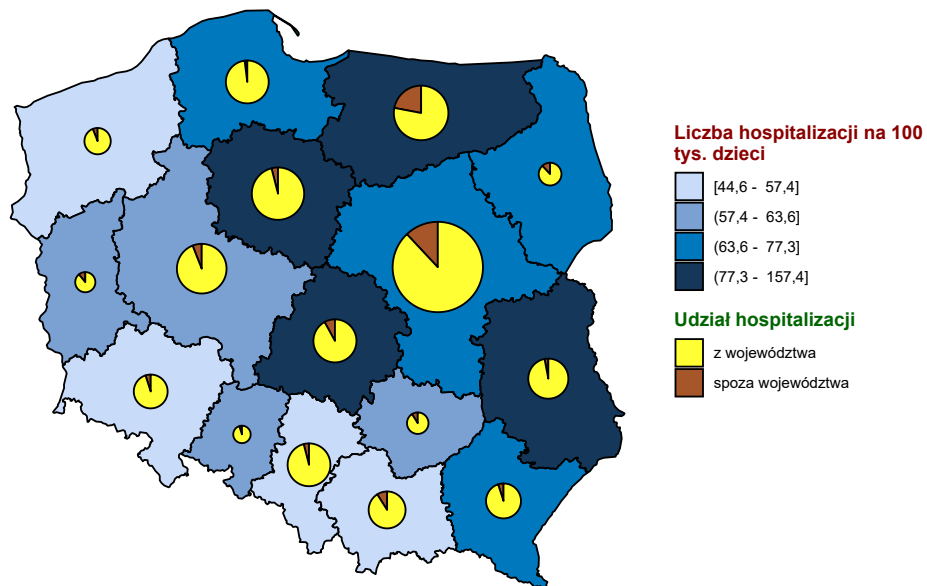 Liczba hospitalizacji na 100
tys. dzieci
[44,6 - 57,4]
(57,4 - 63,6]
(63,6 - 77,3]
(77,3 - 157,4]
Udział hospitalizacji
z województwa
spoza województwa